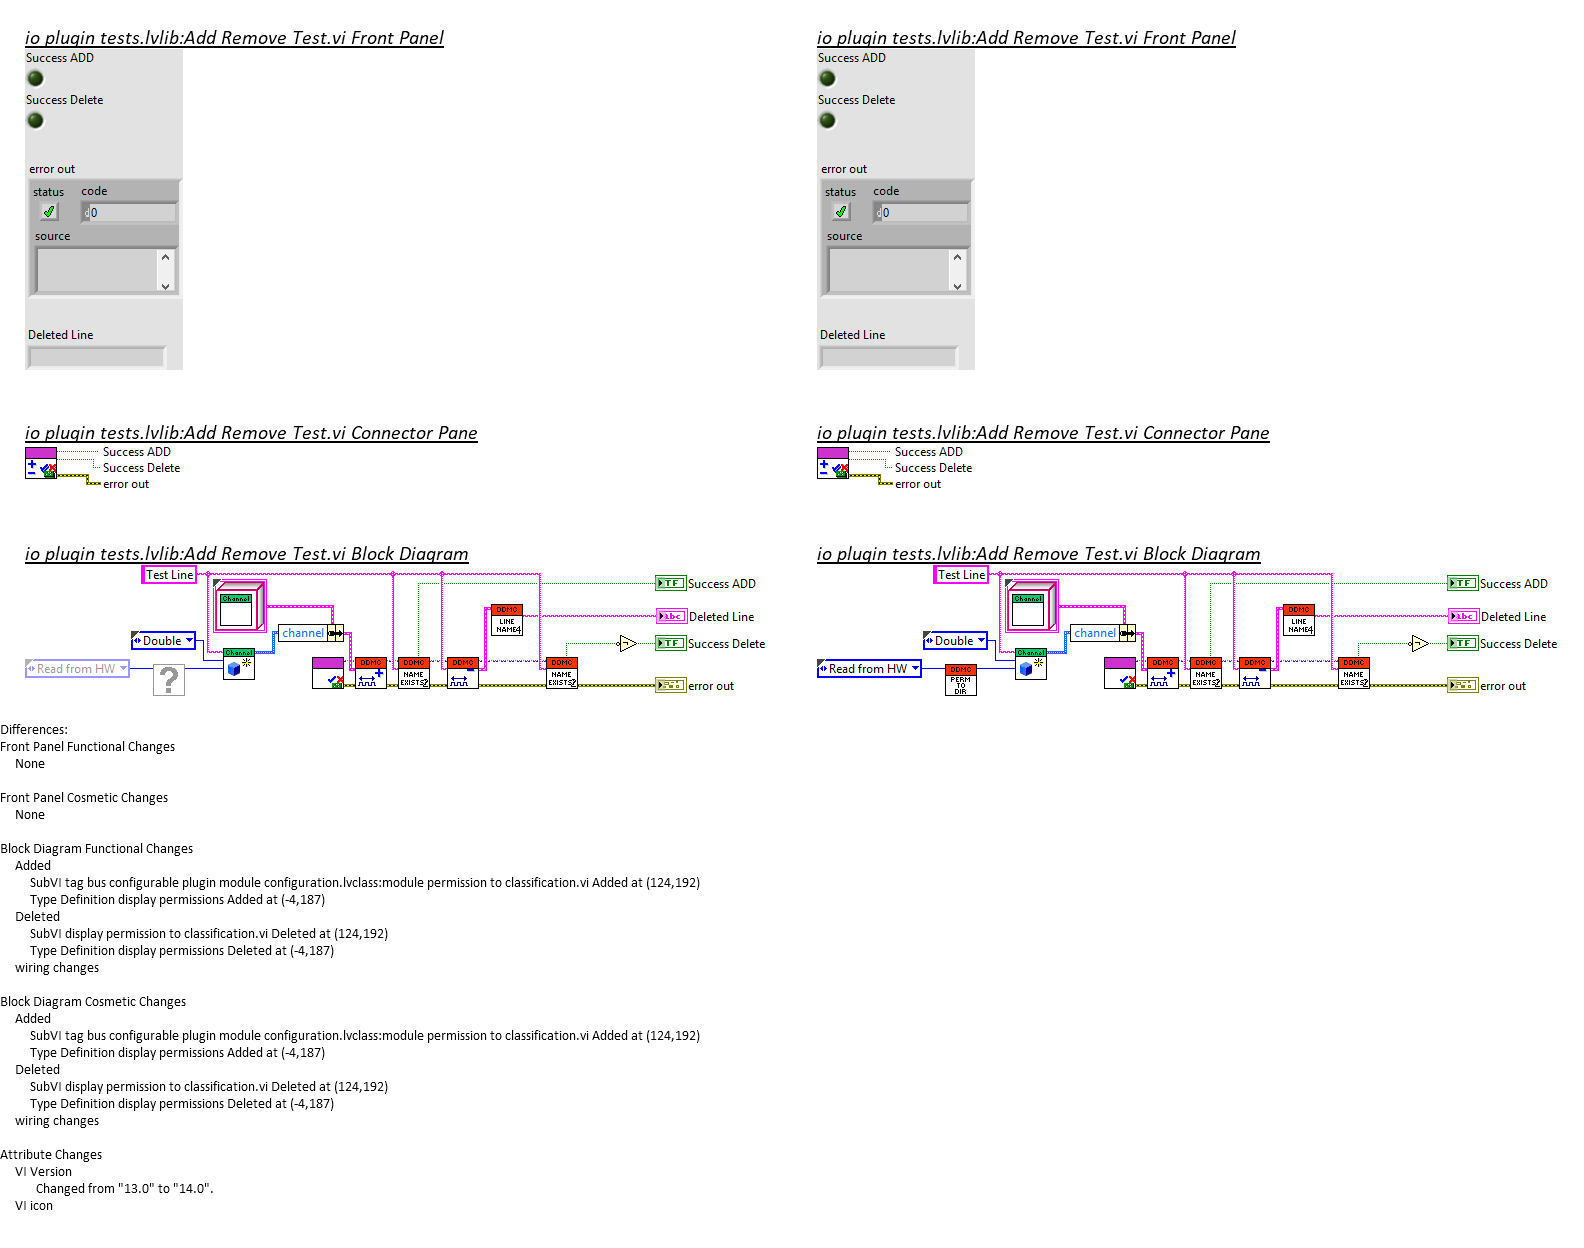 io plugin tests.lvlib:Add Remove Test.vi Front Panel
Success ADD
Success Delete
error out
status code
d0
source
Deleted Line
io plugin tests.lvlib:Add Remove Test.vi Connector Pane
Success ADD
Success Delete
error out
io plugin tests.lvlib:Add Remove Test.vi Block Diagram
Test Line
TF Success ADD
Channel
DDMC
LINE
NAME?
abc Deleted Line
channel
Double
TF Success Delete
Channel
Read from HW
?
DDMC
DDMC
NAME
EXISTS?
DDMC
DDMC
NAME
EXISTS?
error out
io plugin tests.lvlib:Add Remove Test.vi Front Panel
Success ADD
Success Delete
error out
status code
d0
source
Deleted Line
io plugin tests.lvlib:Add Remove Test.vi Connector Pane
Success ADD
Success Delete
error out
io plugin tests.lvlib:Add Remove Test.vi Block Diagram
Test Line
TF Success ADD
Channel
DDMC
LINE
NAME?
abc Deleted Line
channel
Double
TF Success Delete
Channel
Read from HW
DDMC
PERM
TO
DIR
DDMC
DDMC
NAME
EXISTS?
DDMC
DDMC
NAME
EXISTS?
error out
Differences:
Front Panel Functional Changes
None
Front Panel Cosmetic Changes
None
Block Diagram Functional Changes
Added
SubVI tag bus configurable plugin module configuration.lvclass:module permission to classification.vi Added at (124,192)
Type Definition display permissions Added at (-4,187)
Deleted
SubVI display permission to classification.vi Deleted at (124,192)
Type Definition display permissions Deleted at (-4,187)
wiring changes
Block Diagram Cosmetic Changes
Added
SubVI tag bus configurable plugin module configuration.lvclass:module permission to classification.vi Added at (124,192)
Type Definition display permissions Added at (-4,187)
Deleted
SubVI display permission to classification.vi Deleted at (124,192)
Type Definition display permissions Deleted at (-4,187)
wiring changes
Attribute Changes
VI Version
Changed from "13.0" to "14.0".
VI icon